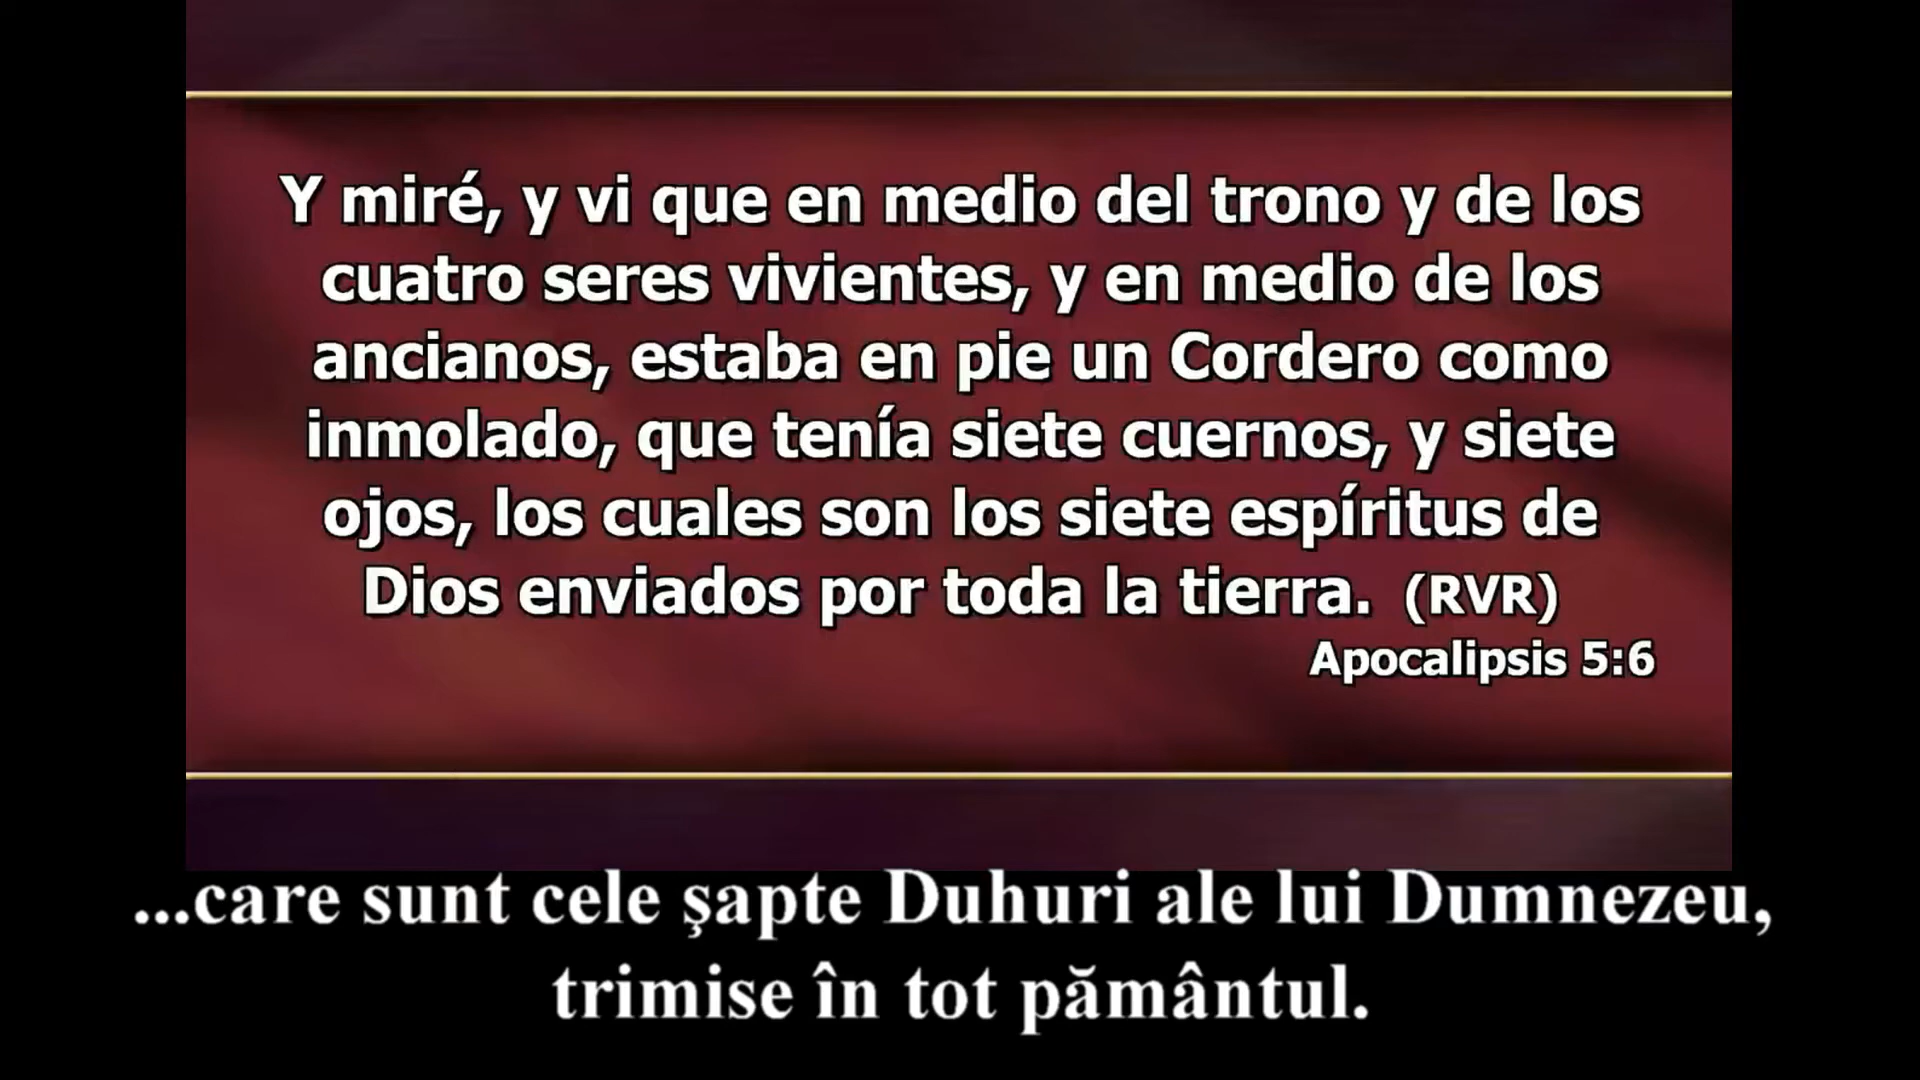 Y miré, y vi que en medio del trono y de los
cuatro seres vivientes, y en medio de los
ancianos, estaba en pie un Cordero como
inmolado, que tenía siete cuernos, y siete
ojos, los cuales son los siete espíritus de
Dios enviados por toda la tierra. (RVR)
Apocalipsis 5:6
...care sunt cele şapte Duhuri ale lui Dumnezeu,
trimise în tot pământul.